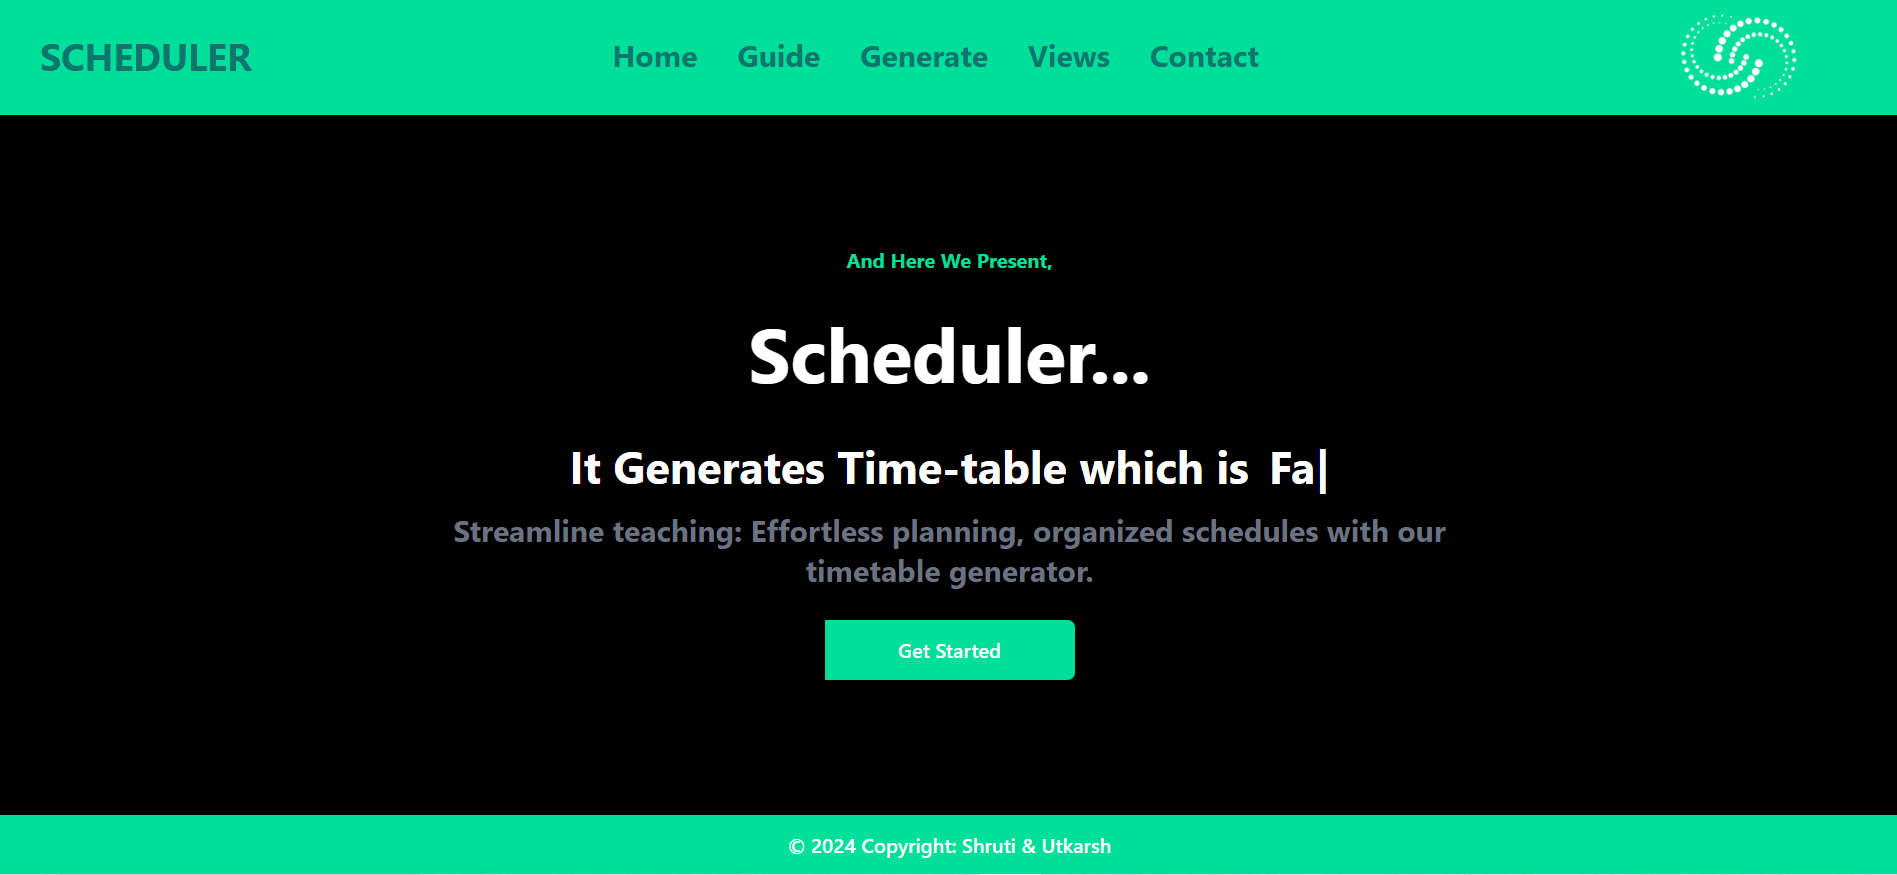 SCHEDULER
Home Guide Generate Views Contact
And Here We Present,
Scheduler...
It Generates Time-table which is Fa|
Streamline teaching: Effortless planning, organized schedules with our
timetable generator.
Get Started
© 2024 Copyright: Shruti & Utkarsh